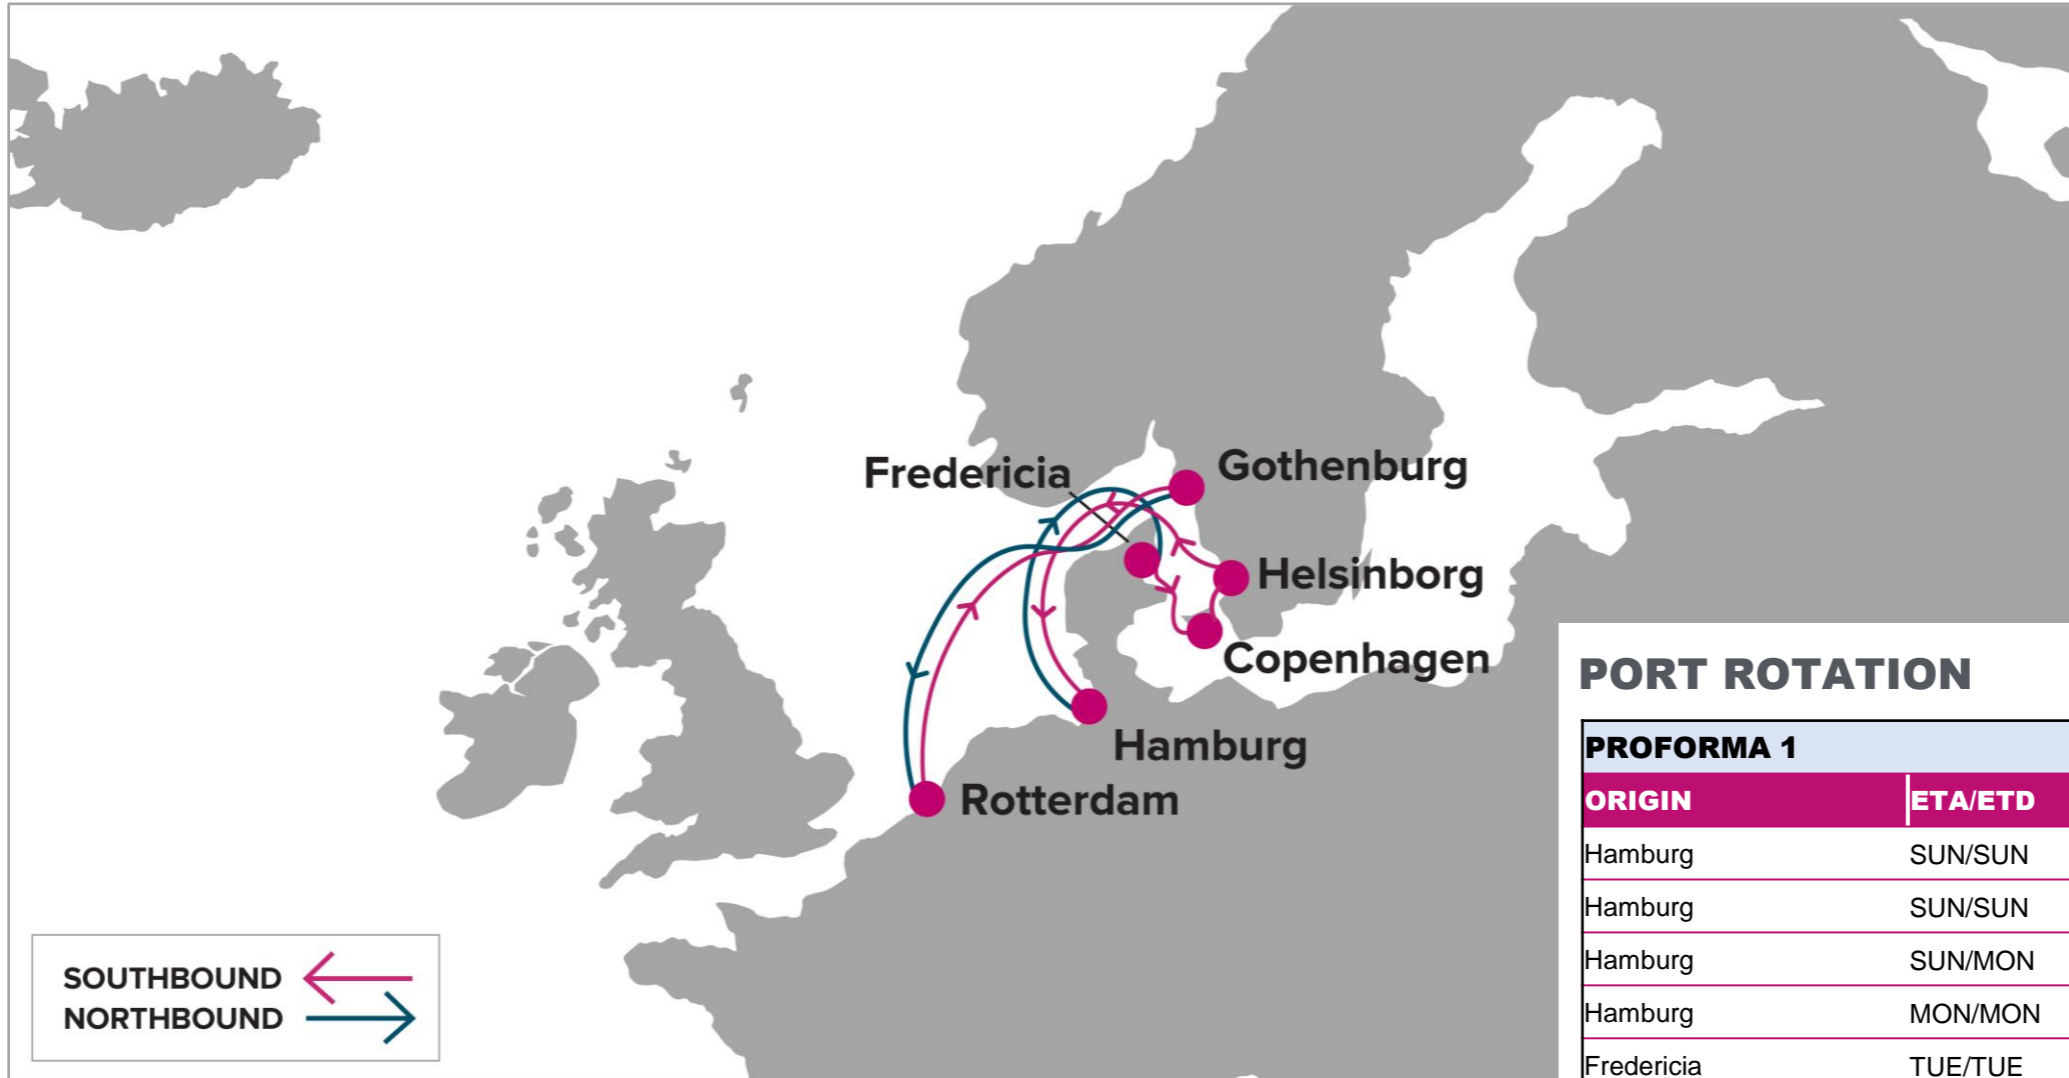 Fredericia
Gothenburg
Helsinborg
Copenhagen
Hamburg
Rotterdam
SOUTHBOUND
NORTHBOUND
PORT ROTATION
PROFORMA 1
ORIGIN ETA/ETD
Hamburg SUN/SUN
Hamburg SUN/SUN
Hamburg SUN/MON
Hamburg MON/MON
Fredericia TUE/TUE